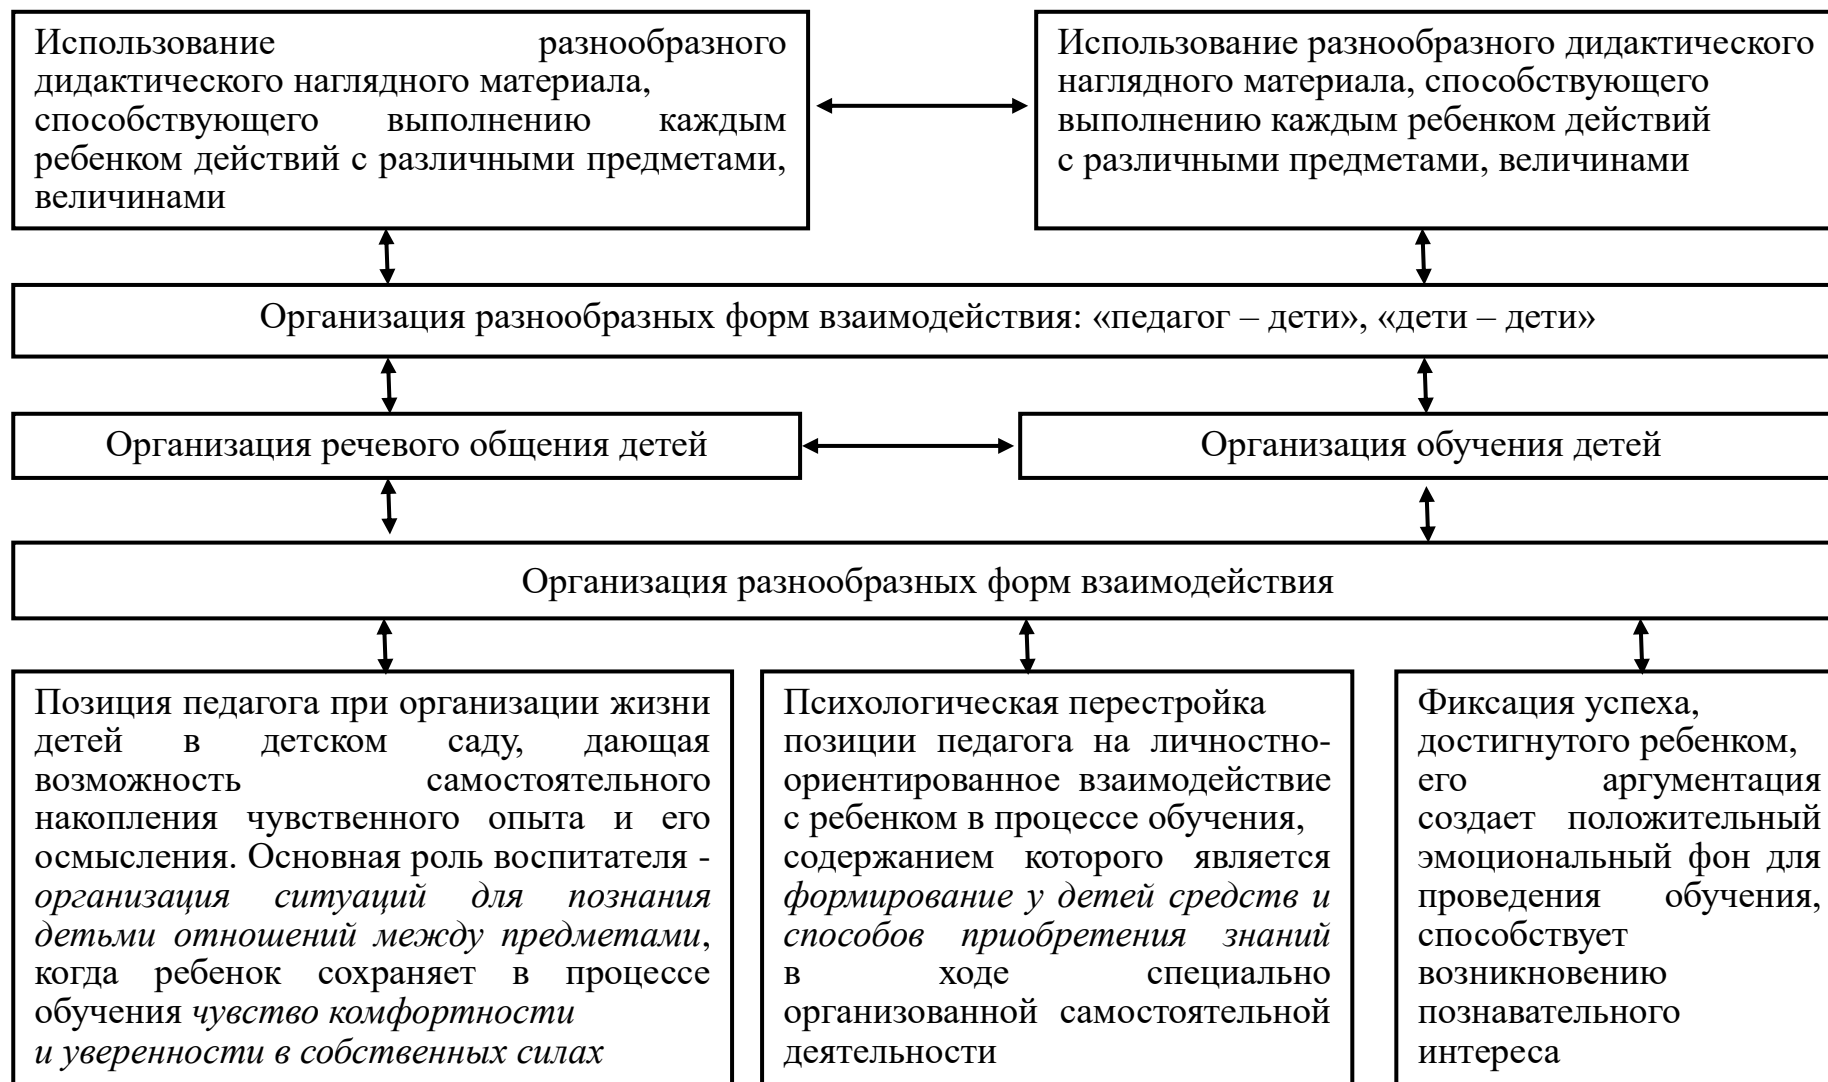 Использование разнообразного
дидактического наглядного материала,
способствующего выполнению каждым
ребенком действий с различными предметами,
величинами
Использование разнообразного дидактического
наглядного материала, способствующего
выполнению каждым ребенком действий
с различными предметами, величинами
Организация разнообразных форм взаимодействия: «педагог – дети», «дети – дети»
Организация речевого общения детей
Организация обучения детей
Организация разнообразных форм взаимодействия
Позиция педагога при организации жизни
детей в детском саду, дающая
возможность самостоятельного
накопления чувственного опыта и его
осмысления. Основная роль воспитателя -
организация ситуаций для познания
детьми отношений между предметами,
когда ребенок сохраняет в процессе
обучения чувство комфортности
и уверенности в собственных силах
Психологическая перестройка
позиции педагога на личностно-
ориентированное взаимодействие
с ребенком в процессе обучения,
содержанием которого является
формирование у детей средств и
способов приобретения знаний
в ходе специально
организованной самостоятельной
деятельности
Фиксация успеха,
достигнутого ребенком,
его аргументация
создает положительный
эмоциональный фон для
проведения обучения,
способствует
возникновению
познавательного
интереса